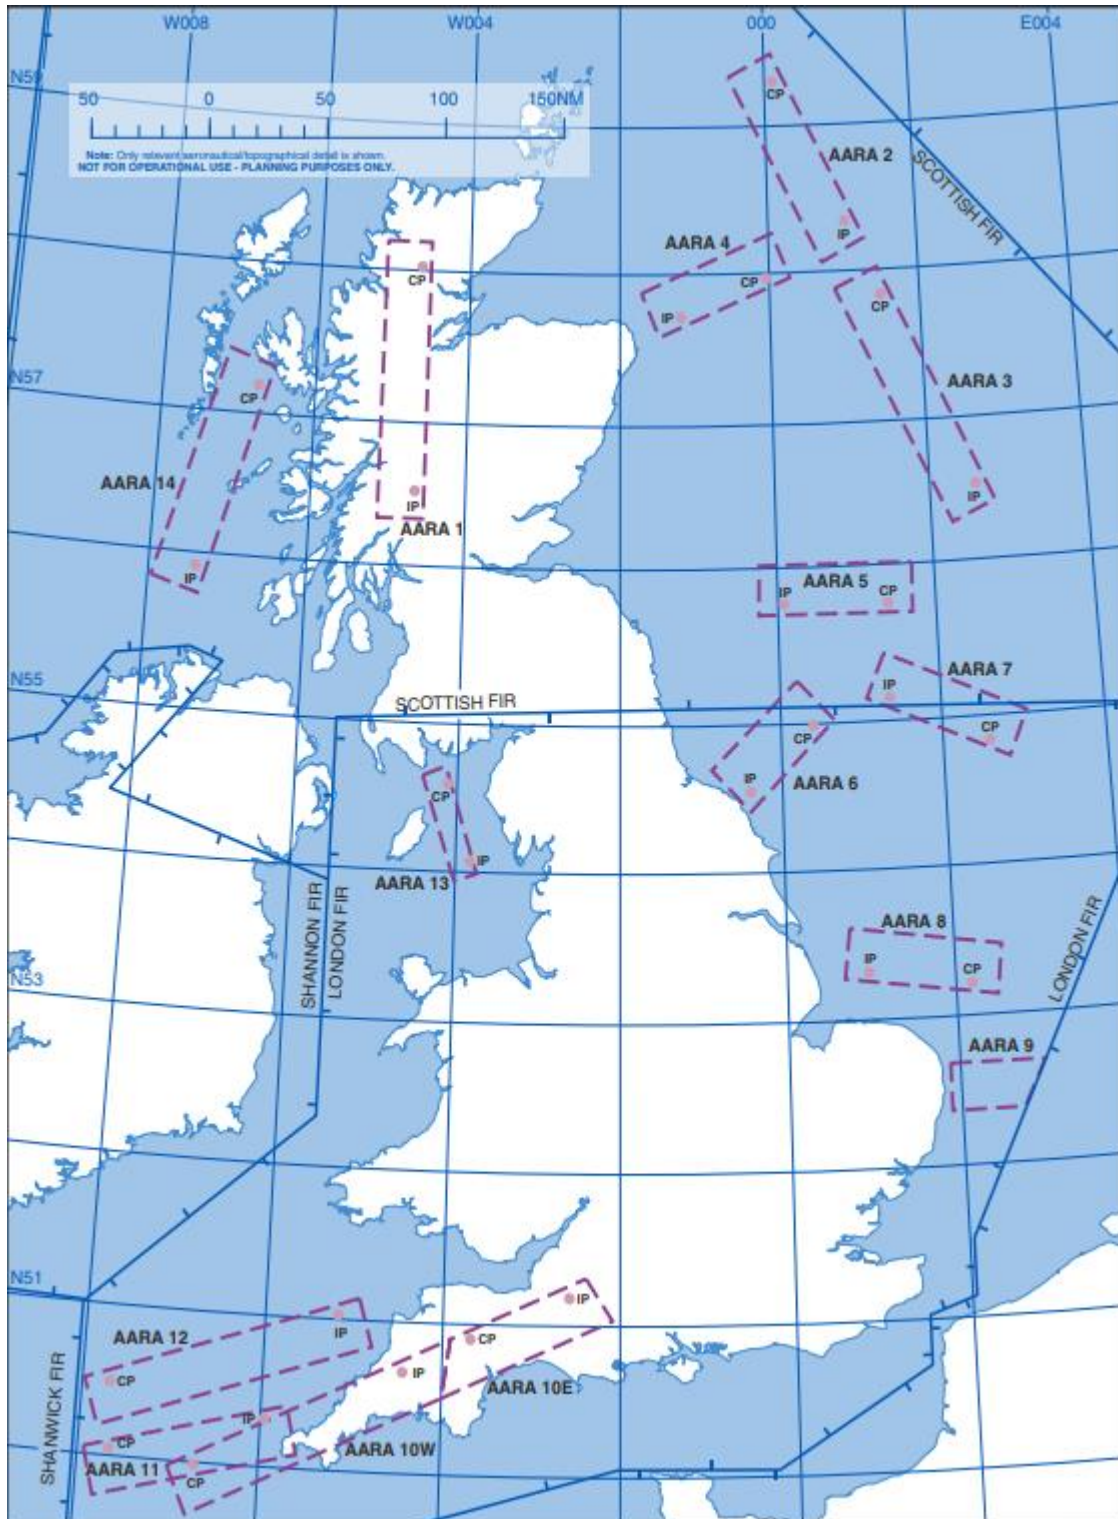 W008
W004
000
E004
N59
50
0
50
100
150NM
Note: Only relevant aeronautical/topographical detail is shown.
NOT FOR OPERATIONAL USE - PLANNING PURPOSES ONLY.
CP
AARA 2
SCOTTISH FIR
IP
AARA 4
CP
CP
IP
CP
AARA 3
N57
CP
AARA 14
IP
IP
AARA 1
IP
AARA 5
IP
CP
N55
SCOTTISH FIR
AARA 7
IP
CP
CP
IP
AARA 6
CP
IP
AARA 13
SHANNON FIR
LONDON FIR
AARA 8
IP
CP
LONDON FIR
N53
AARA 9
N51
AARA 12
IP
CP
IP
CP
IP
AARA 10E
SHANWICK FIR
IP
CP
AARA 10W
AARA 11
CP